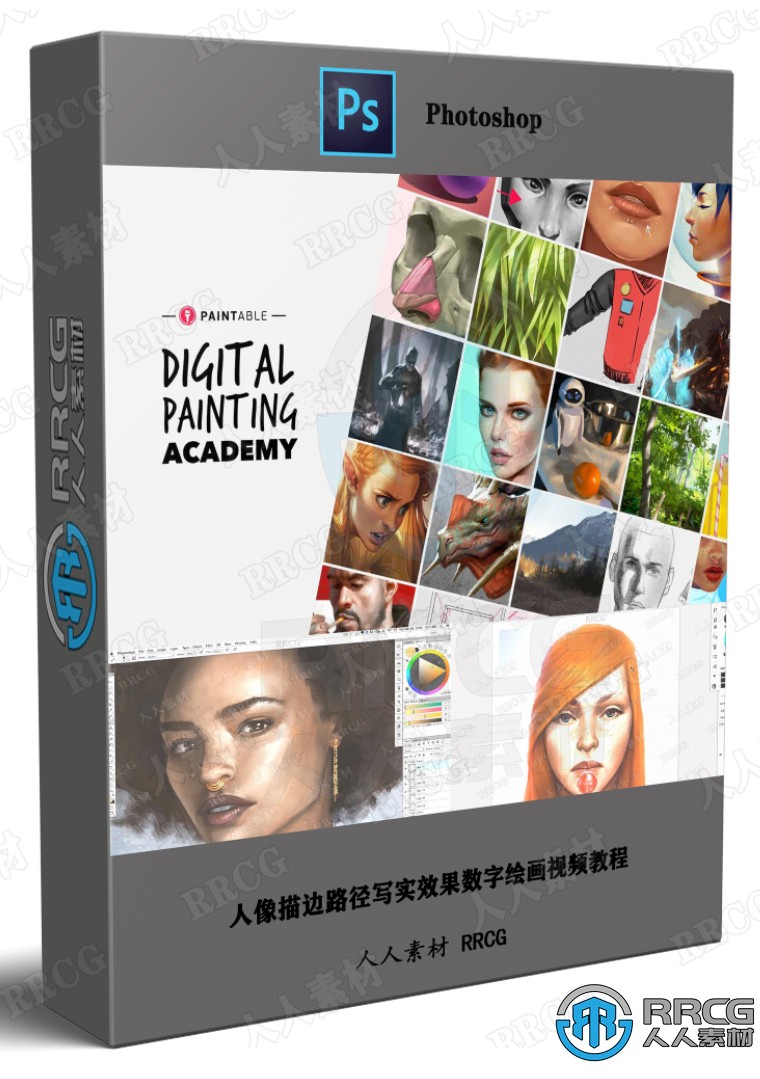 Ps
Photoshop
PAINTABLE
DIGITAL
PAINTING
ACADEMY
RRCG 人人素材
人像描边路径写实效果数字绘画视频教程
人人素材 RRCG
RRCG
人人素材